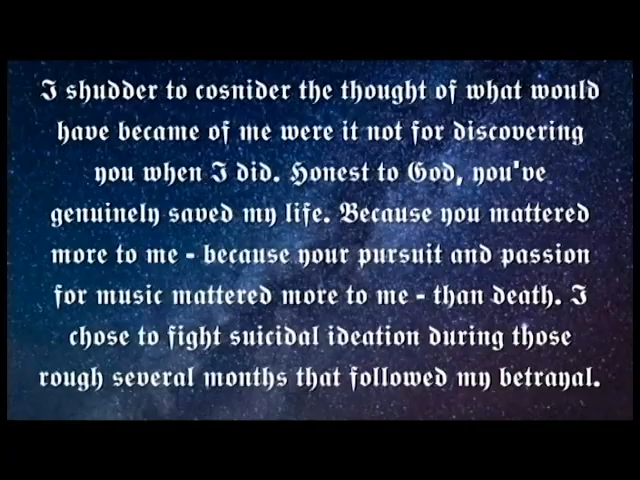 I shudder to cosnider the thought of what would
have became of me were it not for discovering
you when I did. Honest to God, you've
genuinely saved my life. Because you mattered
more to me - because your pursuit and passion
for music mattered more to me - than death. I
chose to fight suicidal ideation during those
rough several months that followed my betrayal.